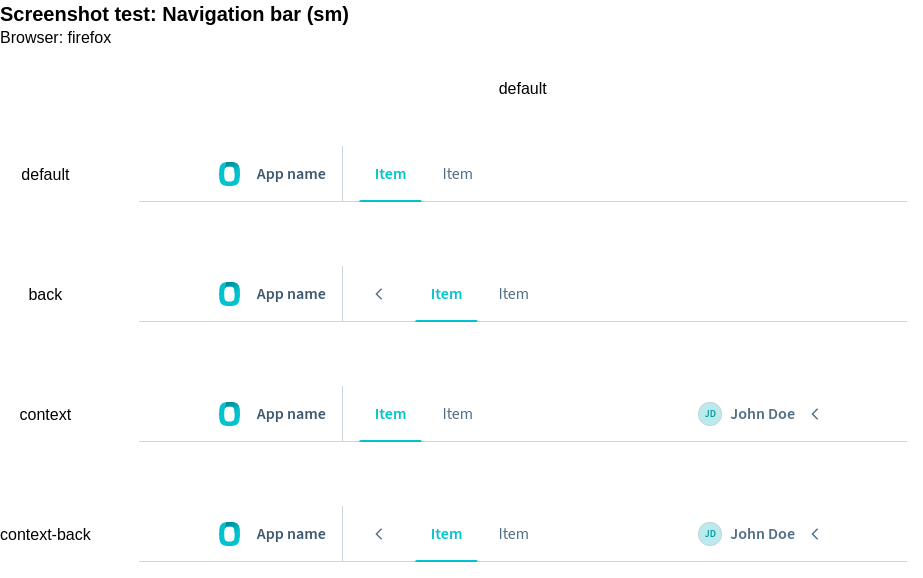 Screenshot test: Navigation bar (sm)
Browser: firefox
default
default App name Item Item
back App name Item Item
context App name Item Item JD John Doe
context-back App name Item Item JD John Doe